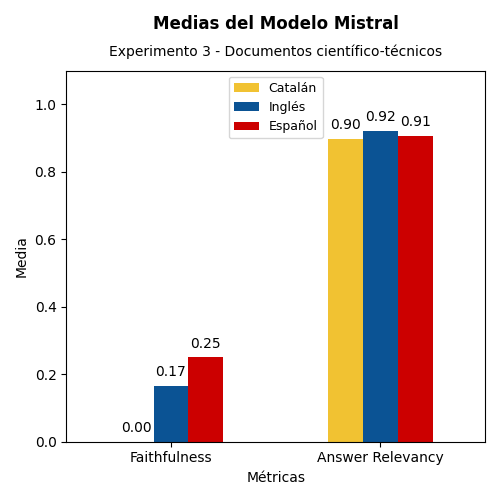 Medias del Modelo Mistral
Experimento 3 - Documentos científico-técnicos
Catalán
Inglés
Español
1.0
0.8
0.6
0.4
0.2
0.0
Media
0.00
0.17
0.25
0.90
0.92
0.91
Faithfulness
Answer Relevancy
Métricas